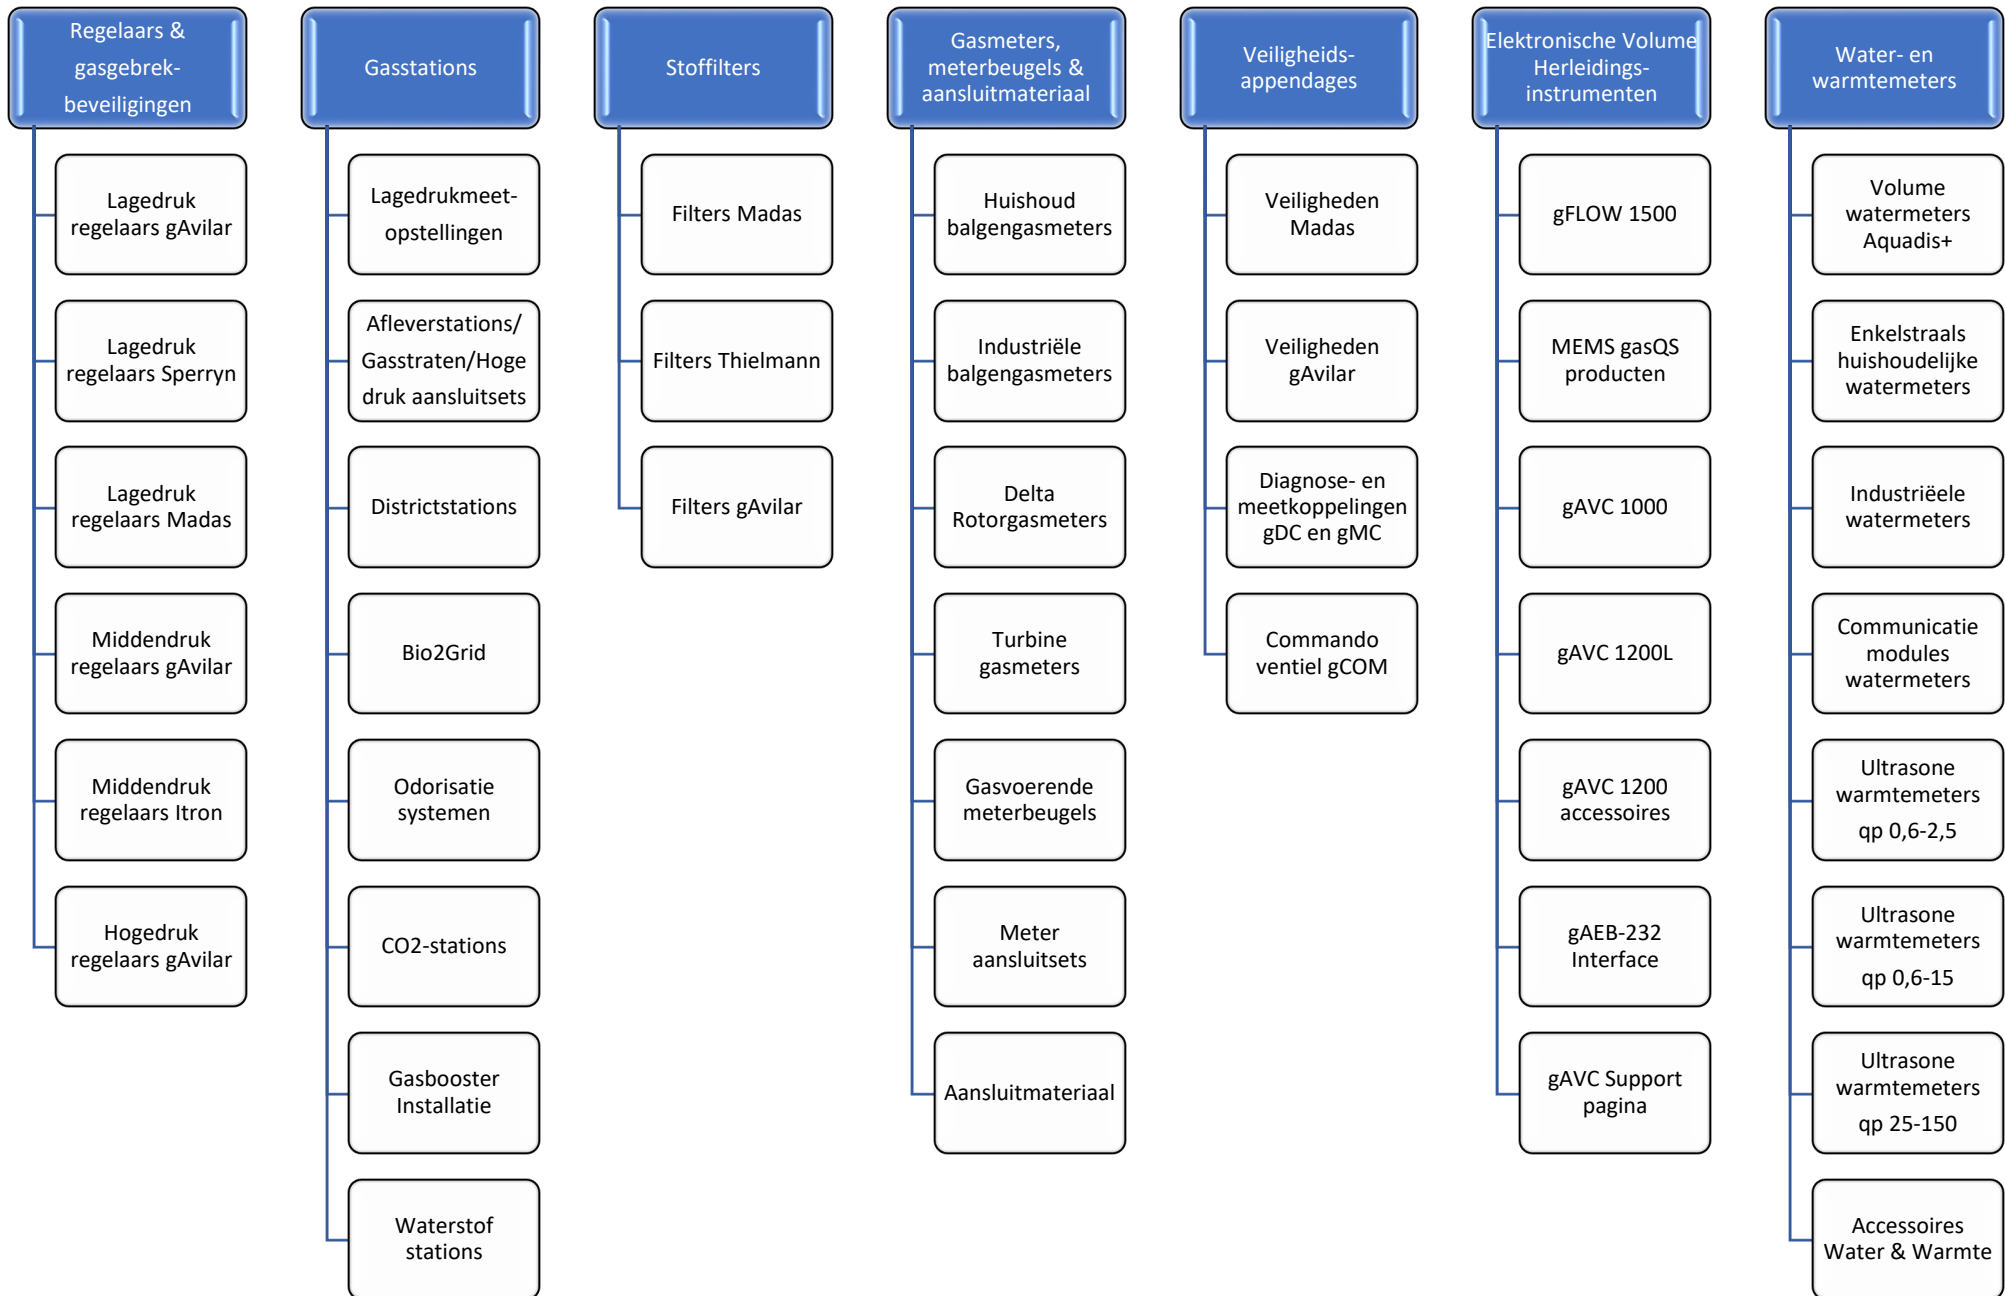 Regelaars &
gasgebrek-
beveiligingen
Lagedruk
regelaars gAvilar
Lagedruk
regelaars Sperryn
Lagedruk
regelaars Madas
Middendruk
regelaars gAvilar
Middendruk
regelaars Itron
Hogedruk
regelaars gAvilar
Gasstations
Lagedrukmeet-
opstellingen
Afleverstations/
Gasstraten/Hoge
druk aansluitsets
Districtstations
Bio2Grid
Odorisatie
systemen
CO2-stations
Gasbooster
Installatie
Waterstof
stations
Stoffilters
Filters Madas
Filters Thielmann
Filters gAvilar
Gasmeters,
meterbeugels &
aansluitmateriaal
Huishoud
balgengasmeters
Industriële
balgengasmeters
Delta
Rotorgasmeters
Turbine
gasmeters
Gasvoerende
meterbeugels
Meter
aansluitsets
Aansluitmateriaal
Veiligheids-
appendages
Veiligheden
Madas
Veiligheden
gAvilar
Diagnose- en
meetkoppelingen
gDC en gMC
Commando
ventiel gCOM
Elektronische Volume
Herleidings-
instrumenten
gFLOW 1500
MEMS gasQS
producten
gAVC 1000
gAVC 1200L
gAVC 1200
accessoires
gAEB-232
Interface
gAVC Support
pagina
Water- en
warmtemeters
Volume
watermeters
Aquadis+
Enkelstraals
huishoudelijke
watermeters
Industriëele
watermeters
Communicatie
modules
watermeters
Ultrasone
warmtemeters
qp 0,6-2,5
Ultrasone
warmtemeters
qp 0,6-15
Ultrasone
warmtemeters
qp 25-150
Accessoires
Water & Warmte